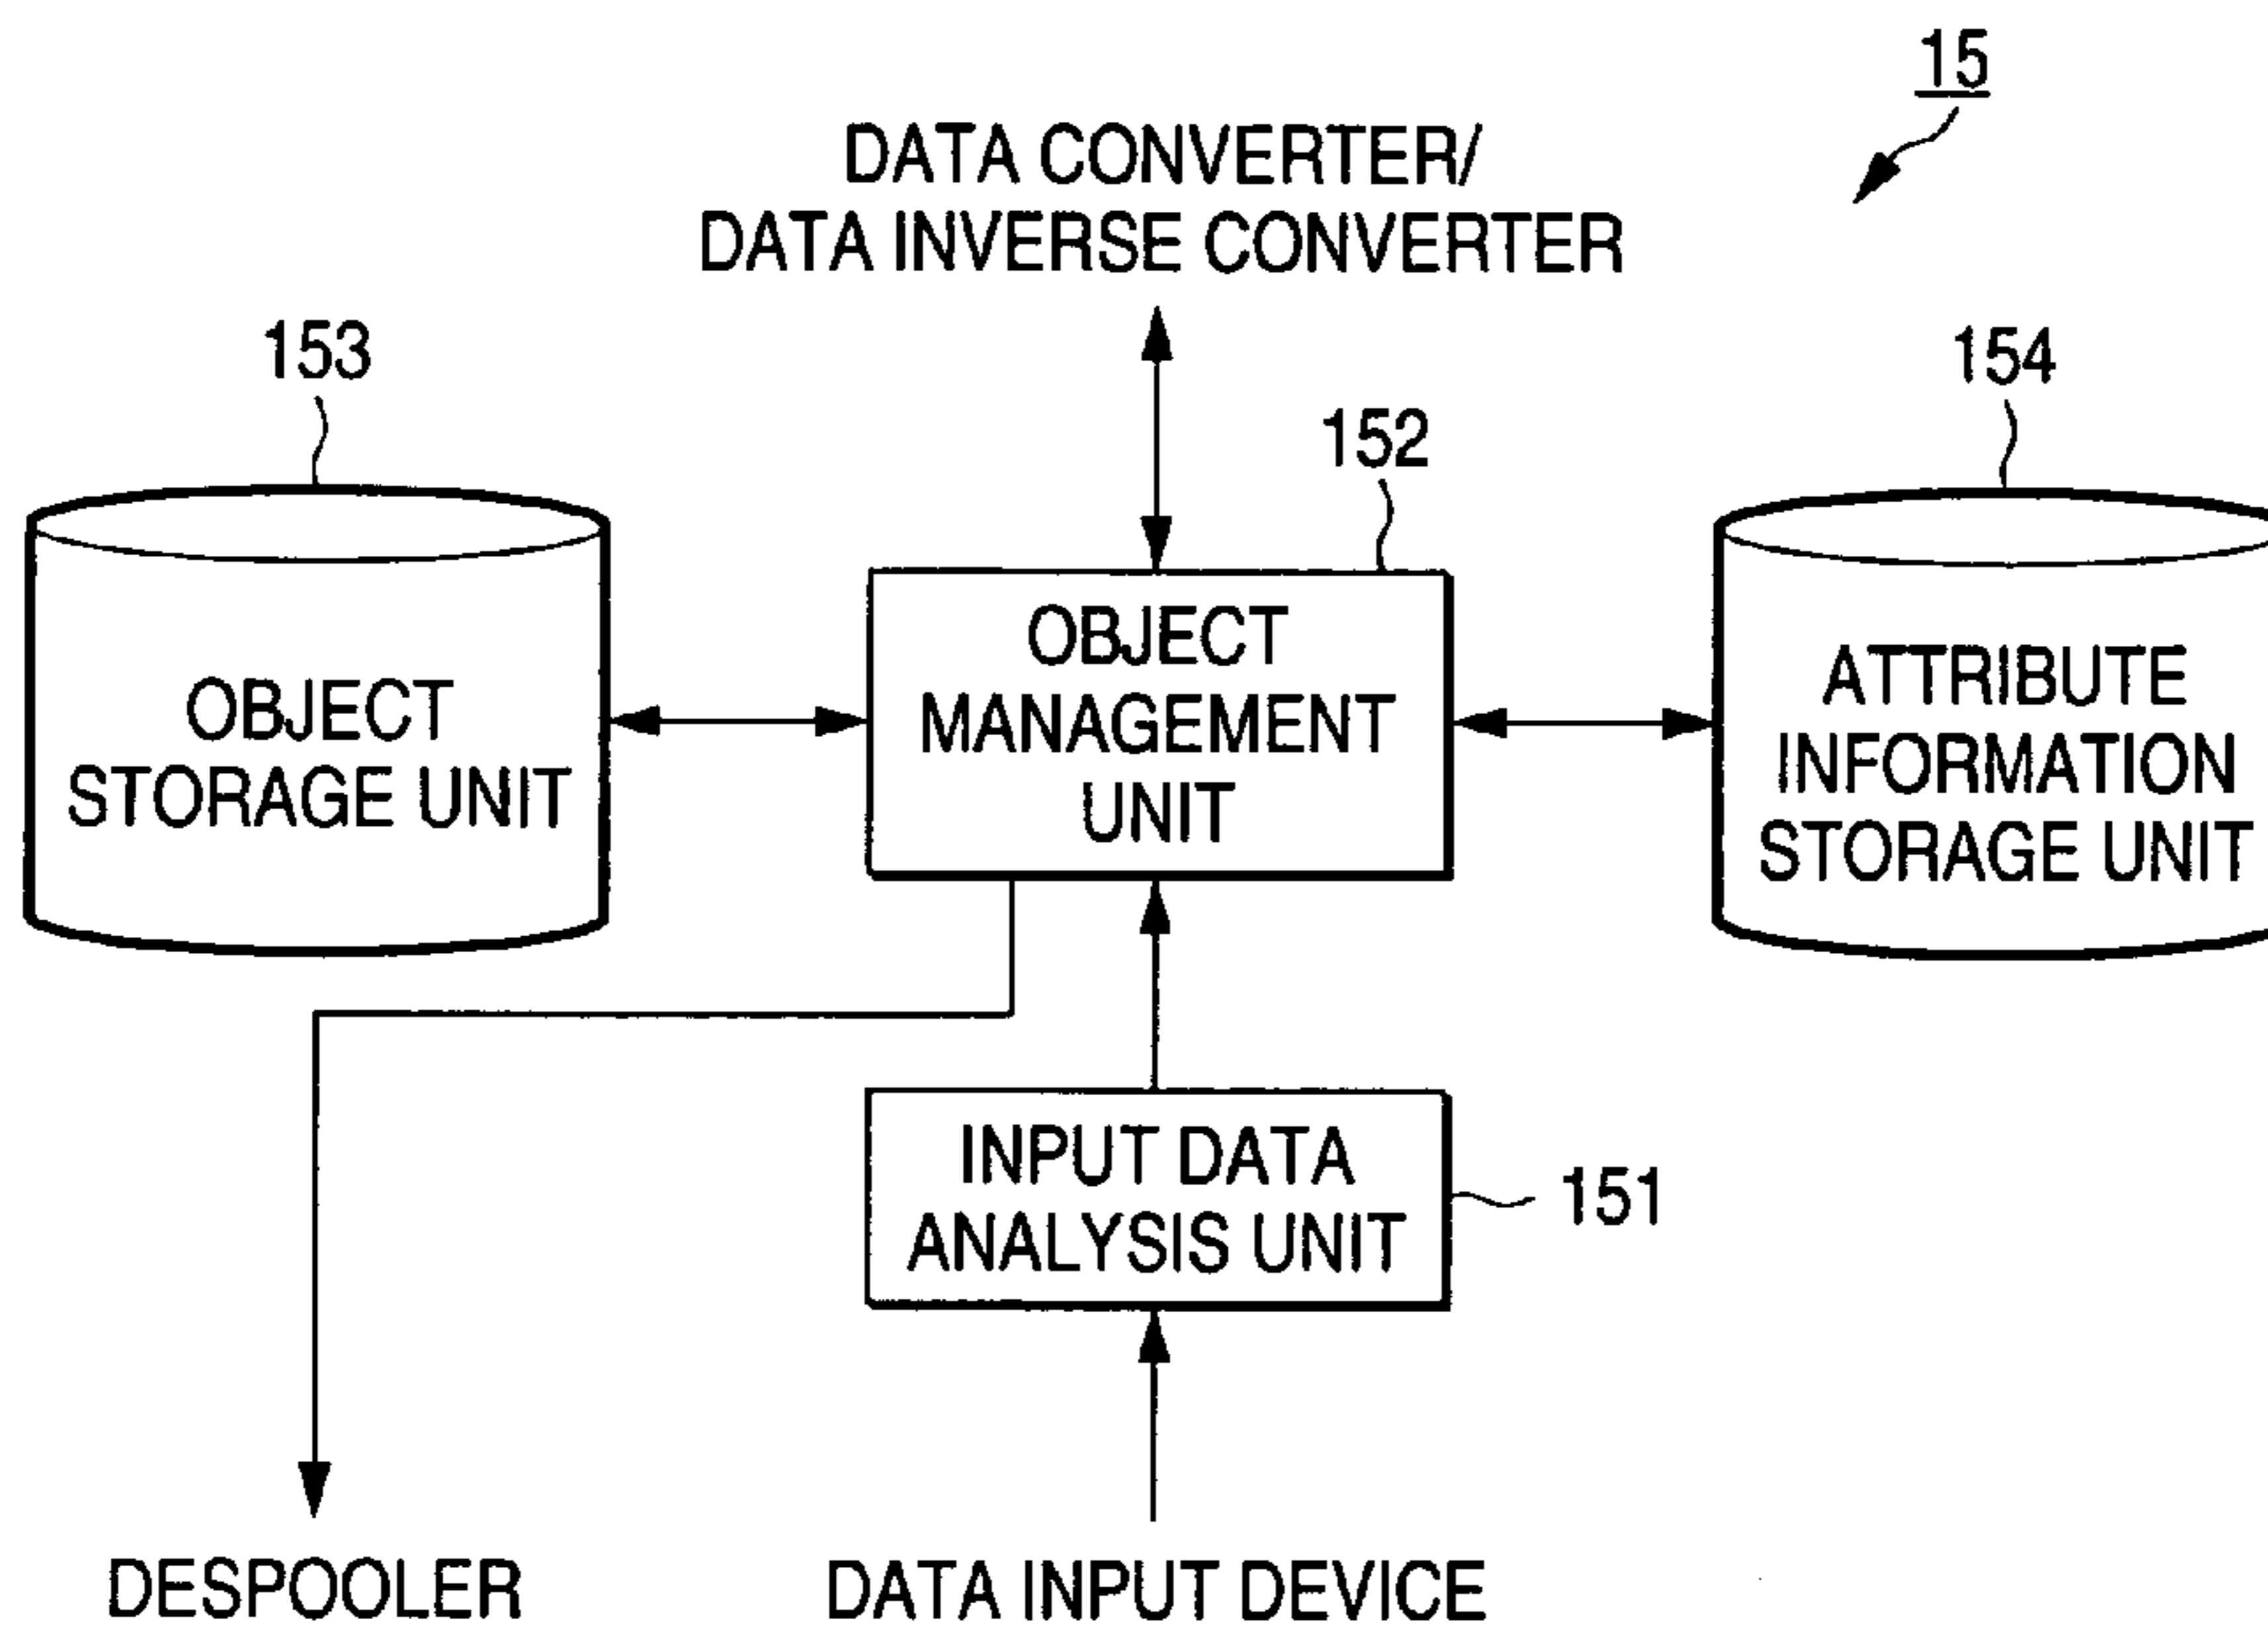 15
DATA CONVERTER/
DATA INVERSE CONVERTER
153
154
152
OBJECT
STORAGE UNIT
OBJECT
MANAGEMENT
UNIT
ATTRIBUTE
INFORMATION
STORAGE UNIT
INPUT DATA
ANALYSIS UNIT
151
DESPOOLER
DATA INPUT DEVICE